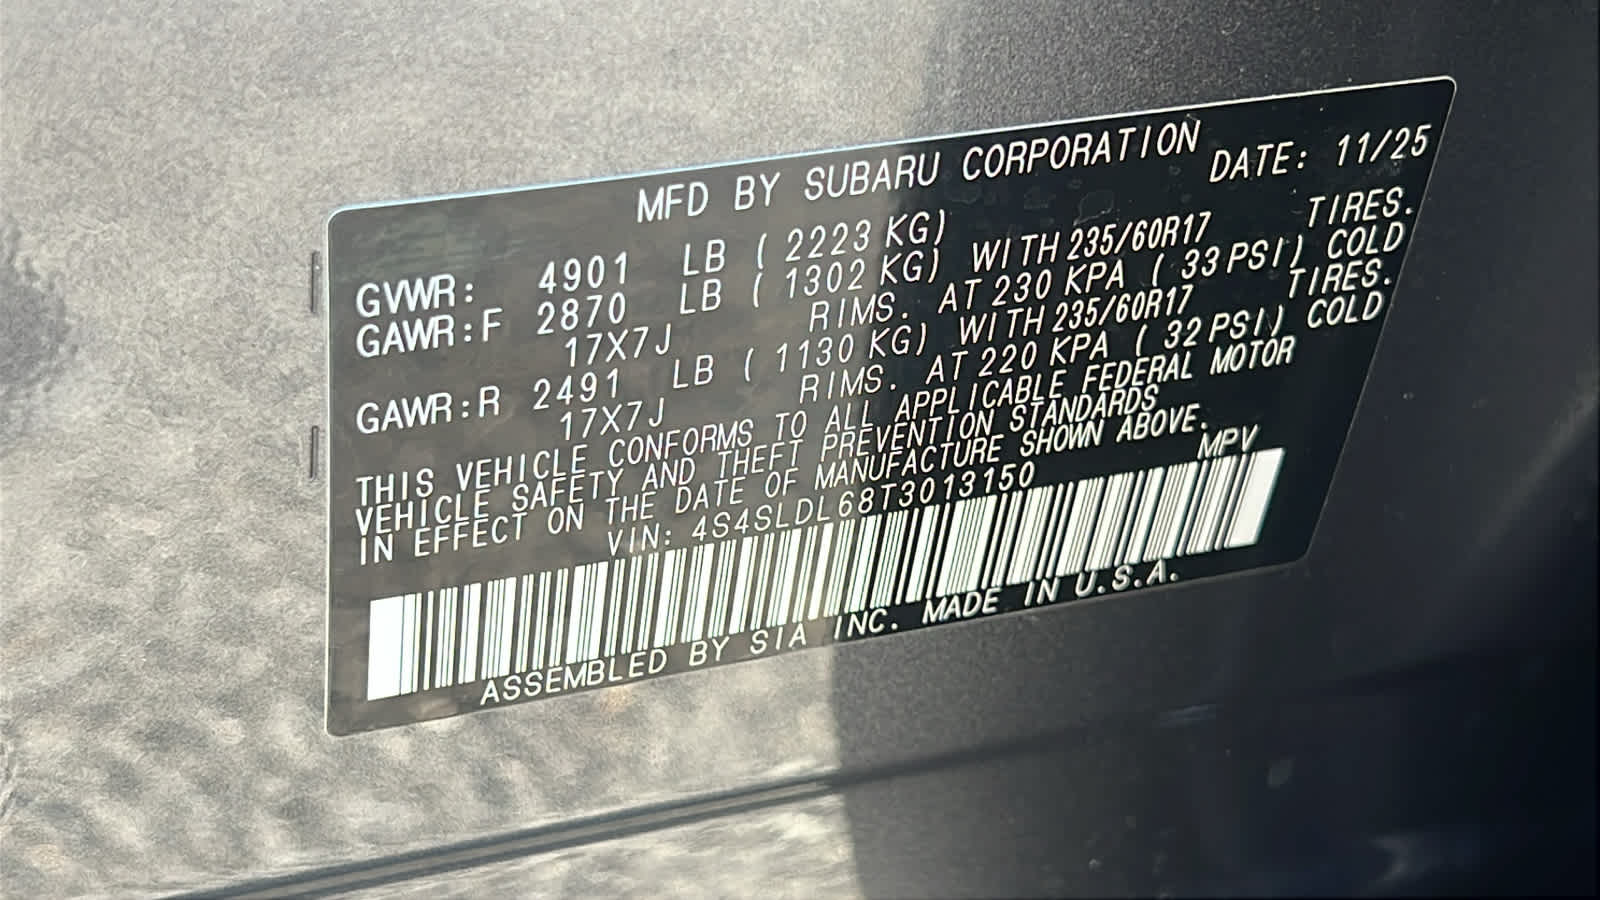 MFD BY SUBARU CORPORATION DATE: 11/25
GVWR: 4901 LB ( 2223 KG)
GAWR:F 2870 LB ( 1302 KG) WITH 235/60R17 TIRES.
17X7J RIMS. AT 230 KPA ( 33 PSI) COLD
GAWR:R 2491 LB ( 1130 KG) WITH 235/60R17 TIRES.
17X7J RIMS. AT 220 KPA ( 32 PSI) COLD
THIS VEHICLE CONFORMS TO ALL APPLICABLE FEDERAL MOTOR
VEHICLE SAFETY AND THEFT PREVENTION STANDARDS
IN EFFECT ON THE DATE OF MANUFACTURE SHOWN ABOVE.
VIN: 4S4SLDL68T3013150 MPV
ASSEMBLED BY SIA INC. MADE IN U.S.A.